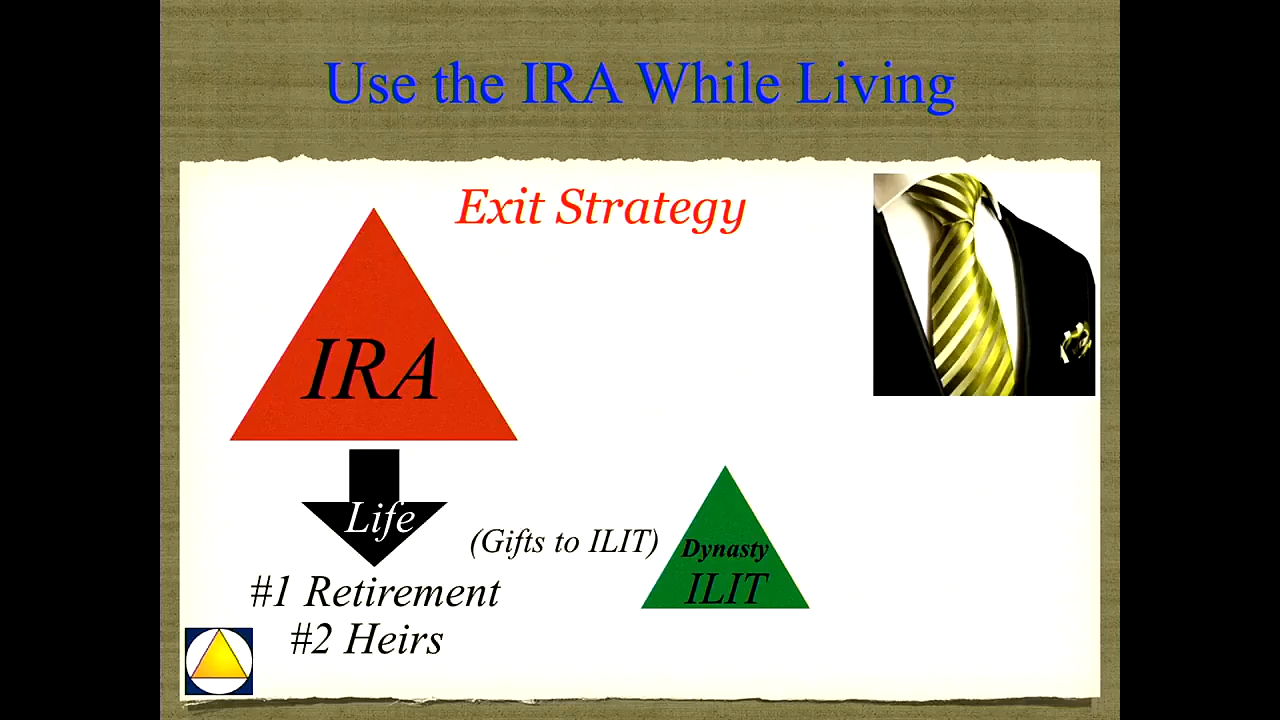 Use the IRA While Living
Exit Strategy
IRA
Life
(Gifts to ILIT)
Dynasty
ILIT
#1 Retirement
#2 Heirs